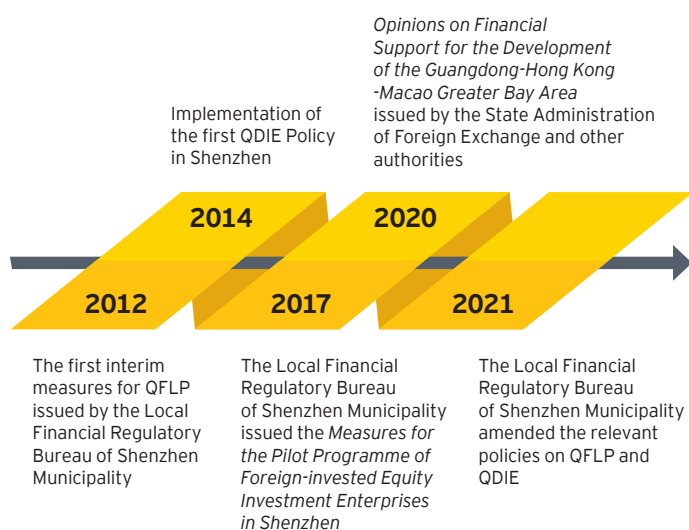 Opinions on Financial
Support for the Development
of the Guangdong-Hong Kong
-Macao Greater Bay Area
issued by the State Administration
of Foreign Exchange and other
authorities
Implementation of
the first QDIE Policy
in Shenzhen
2014
2020
2012
2017
2021
The first interim
measures for QFLP
issued by the Local
Financial Regulatory
Bureau of Shenzhen
Municipality
The Local Financial
Regulatory Bureau
of Shenzhen Municipality
issued the Measures for
the Pilot Programme of
Foreign-invested Equity
Investment Enterprises
in Shenzhen
The Local Financial
Regulatory Bureau
of Shenzhen Municipality
amended the relevant
policies on QFLP and
QDIE